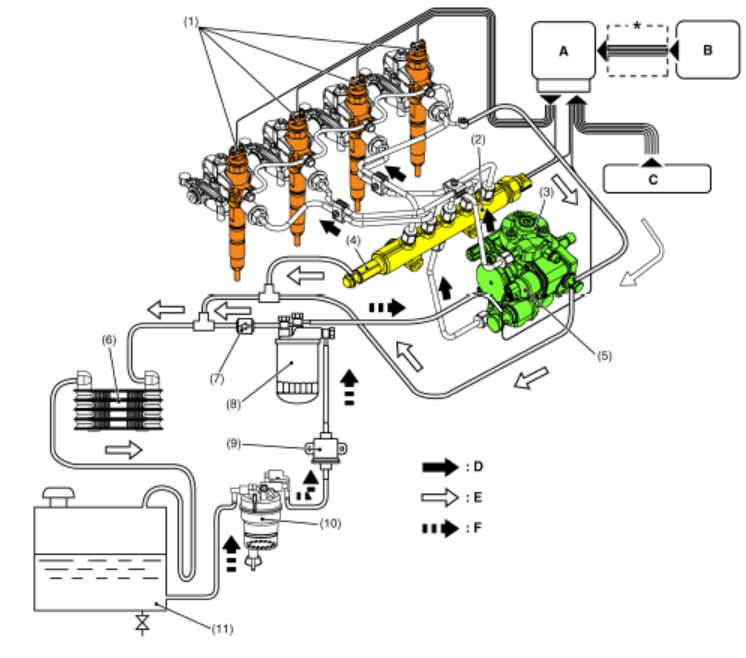 (1)
*
A
B
(2)
C
(3)
(4)
(5)
(6)
(7)
(8)
(9)
: D
: E
(10)
: F
(11)